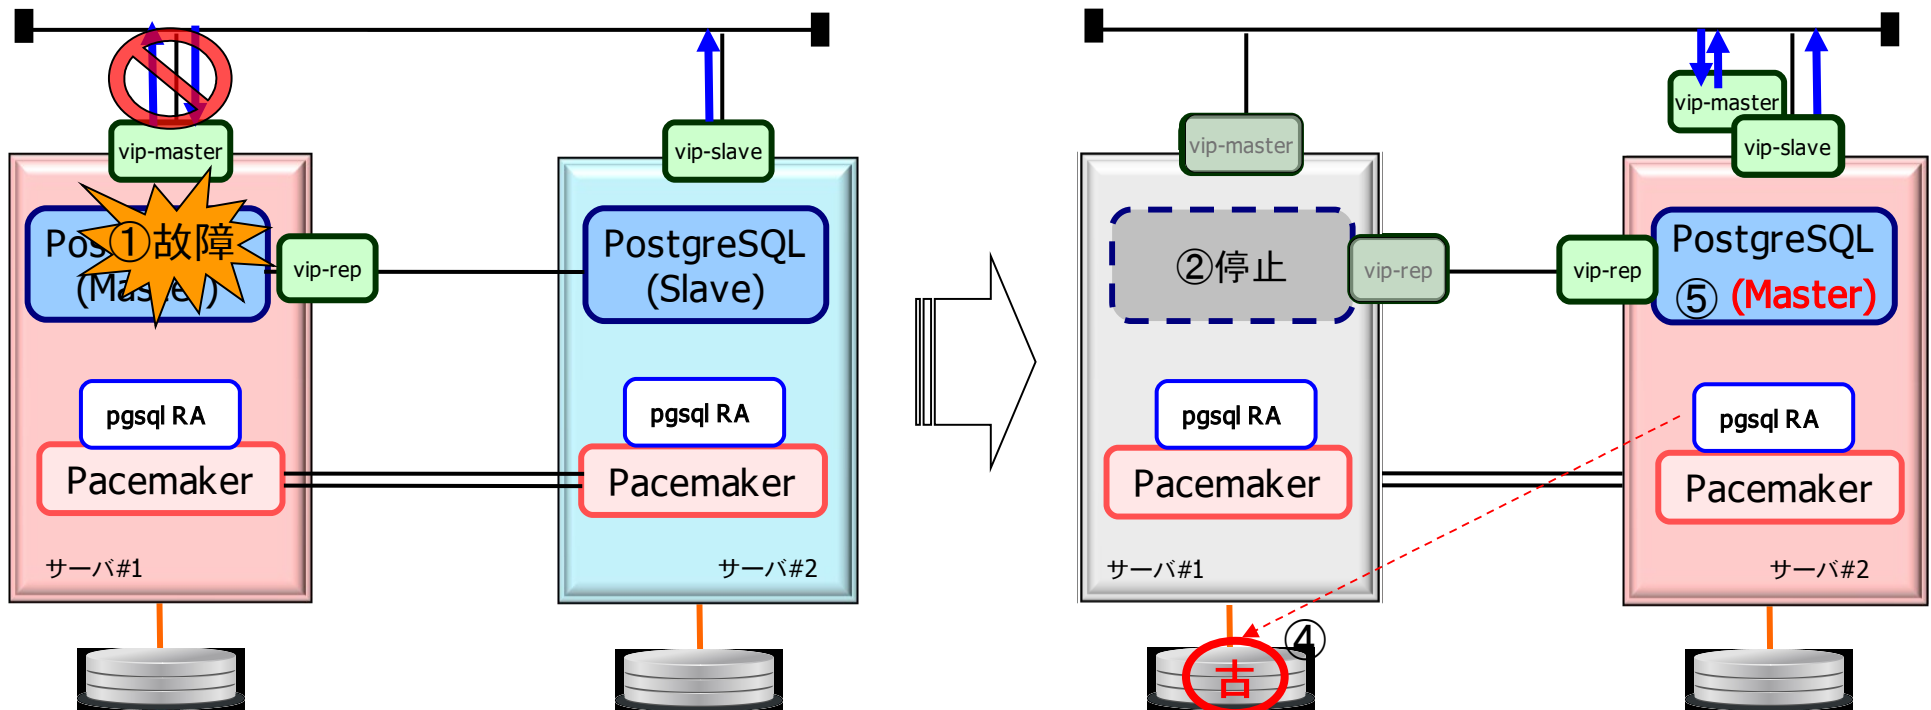 vip-master
vip-slave
①故障
Pos
(Master)
vip-rep
PostgreSQL
(Slave)
pgsql RA
Pacemaker
サーバ#1
pgsql RA
Pacemaker
サーバ#2
vip-master
vip-master
vip-slave
②停止
vip-rep
vip-rep
PostgreSQL
⑤ (Master)
pgsql RA
Pacemaker
サーバ#1
pgsql RA
Pacemaker
サーバ#2
④
古